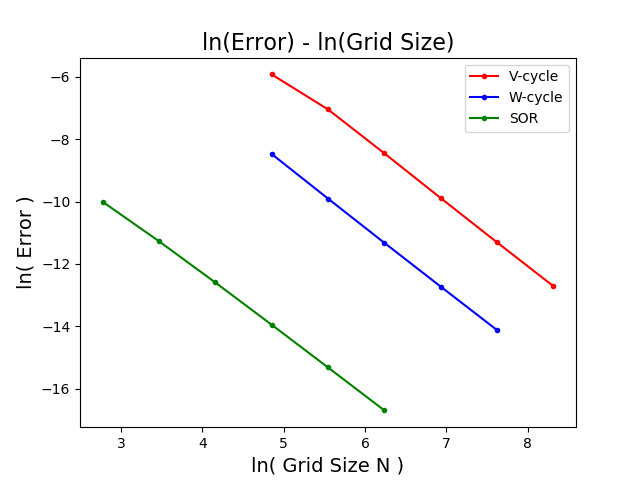 ln(Error) - ln(Grid Size)
V-cycle
W-cycle
SOR
ln( Error )
−6
−8
−10
−12
−14
−16
3 4 5 6 7 8
ln( Grid Size N )